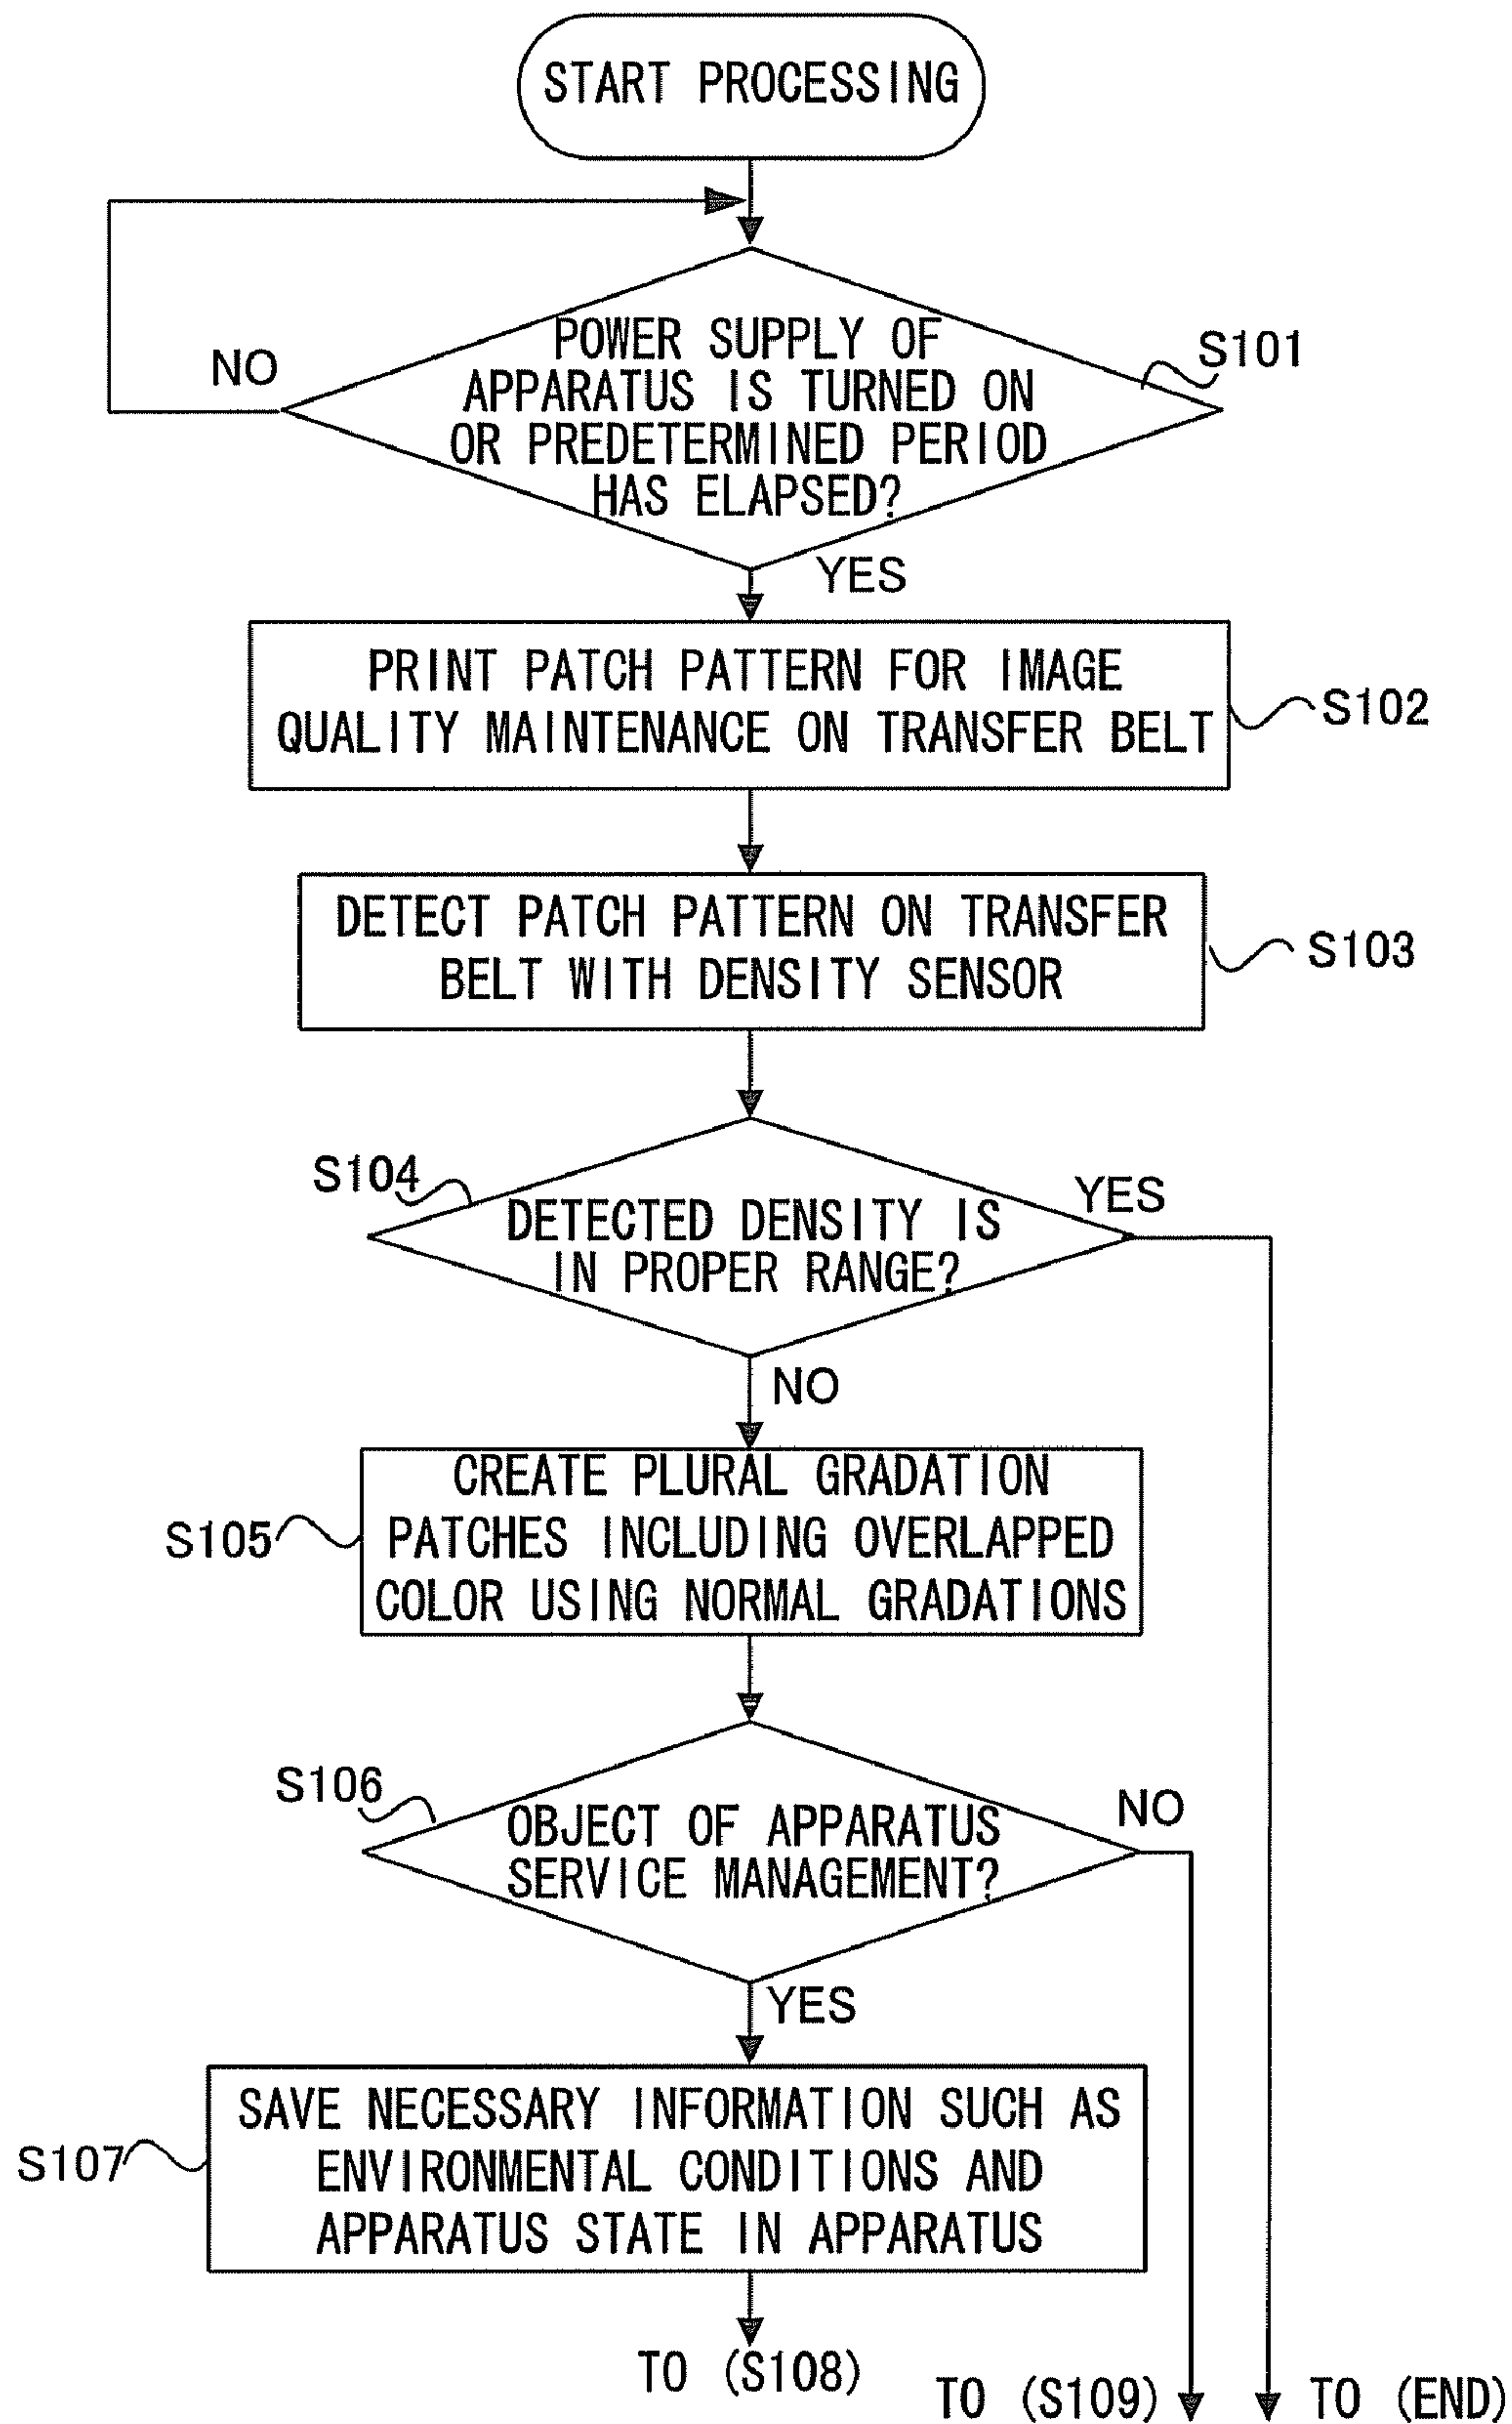 START PROCESSING
NO
POWER SUPPLY OF
APPARATUS IS TURNED ON
OR PREDETERMINED PERIOD
HAS ELAPSED?
S101
YES
PRINT PATCH PATTERN FOR IMAGE
QUALITY MAINTENANCE ON TRANSFER BELT
S102
DETECT PATCH PATTERN ON TRANSFER
BELT WITH DENSITY SENSOR
S103
S104
DETECTED DENSITY IS
IN PROPER RANGE?
YES
NO
CREATE PLURAL GRADATION
PATCHES INCLUDING OVERLAPPED
COLOR USING NORMAL GRADATIONS
S105
S106
OBJECT OF APPARATUS
SERVICE MANAGEMENT?
NO
YES
SAVE NECESSARY INFORMATION SUCH AS
ENVIRONMENTAL CONDITIONS AND
APPARATUS STATE IN APPARATUS
S107
TO (S108)
TO (S109)
TO (END)